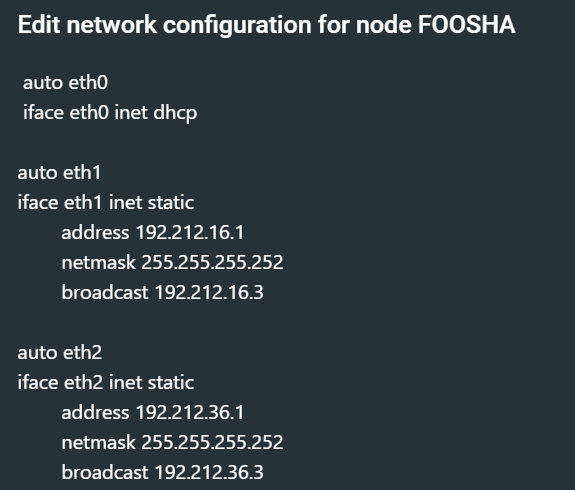 Edit network configuration for node FOOSHA
auto eth0
iface eth0 inet dhcp
auto eth1
iface eth1 inet static
address 192.212.16.1
netmask 255.255.255.252
broadcast 192.212.16.3
auto eth2
iface eth2 inet static
address 192.212.36.1
netmask 255.255.255.252
broadcast 192.212.36.3